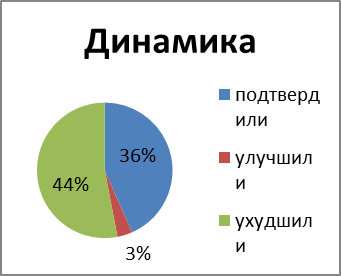 Динамика
36%
44%
3%
подтверд
или
улучшил
и
ухудшил
и